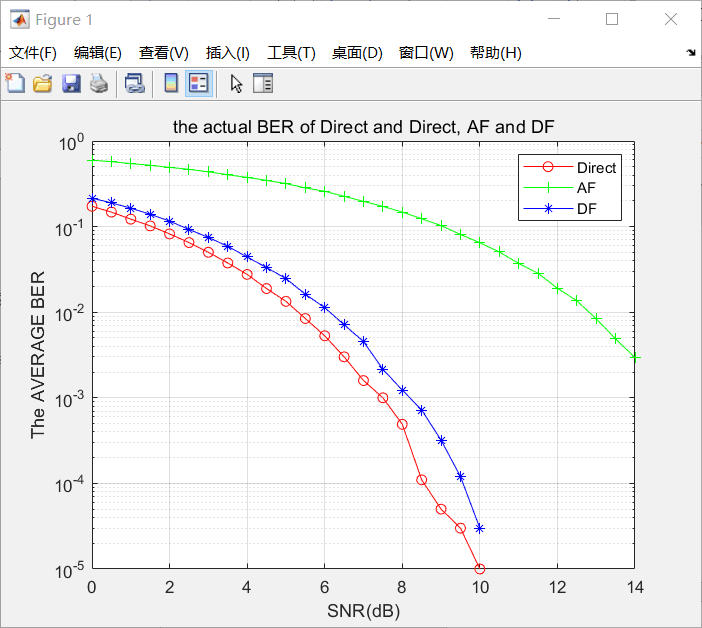 Figure 1
文件(F) 编辑(E) 查看(V) 插入(I) 工具(T) 桌面(D) 窗口(W) 帮助(H)
the actual BER of Direct and Direct, AF and DF
10^0
10^-1
10^-2
10^-3
10^-4
10^-5
The AVERAGE BER
Direct
AF
DF
0 2 4 6 8 10 12 14
SNR(dB)